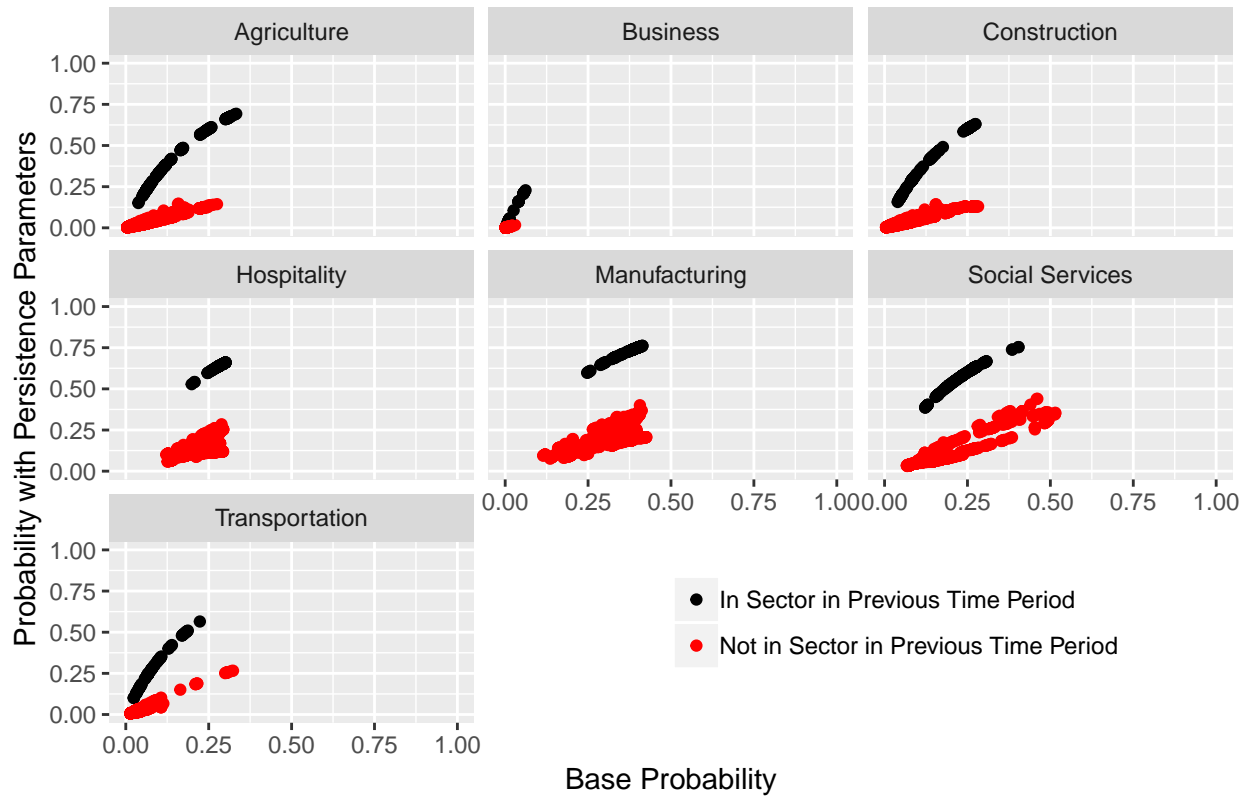 Agriculture Business Construction
1.00
0.75
0.50
0.25
0.00
Hospitality Manufacturing Social Services
1.00
0.75
0.50
0.25
0.00
0.00 0.25 0.50 0.75 1.00 0.00 0.25 0.50 0.75 1.00
Transportation
1.00
0.75
0.50
0.25
0.00
0.00 0.25 0.50 0.75 1.00
Probability with Persistence Parameters
Base Probability
In Sector in Previous Time Period
Not in Sector in Previous Time Period